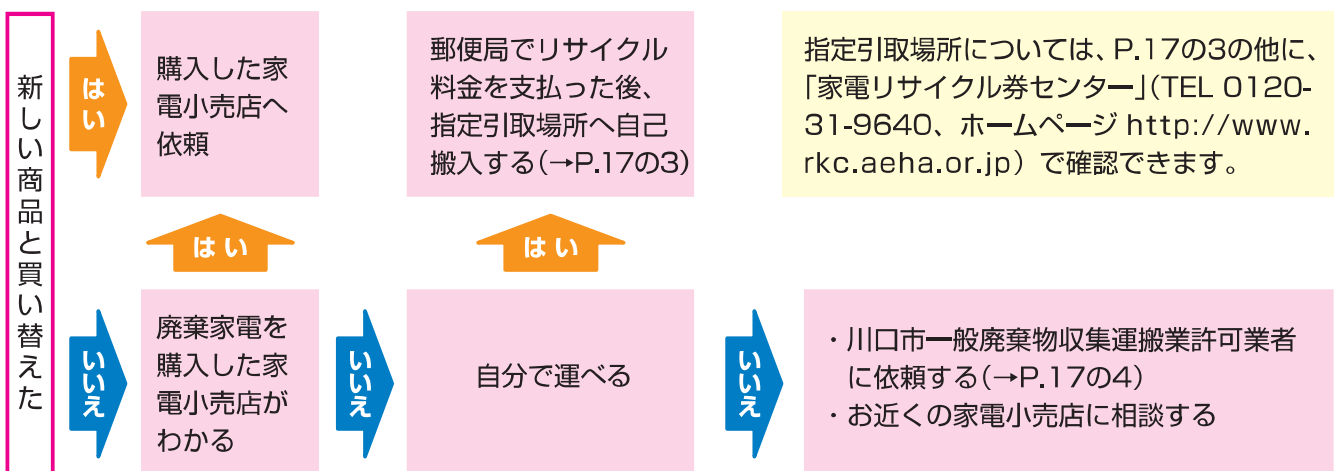 新しい商品と買い替えた
はい
購入した家
電小売店へ
依頼
郵便局でリサイクル
料金を支払った後、
指定引取場所へ自己
搬入する(→P.17の3)
指定引取場所については、P.17の3の他に、
「家電リサイクル券センター」(TEL 0120-
31-9640、ホームページ http://www.
rkc.aeha.or.jp) で確認できます。
はい
はい
いいえ
廃棄家電を
購入した家
電小売店が
わかる
いいえ
自分で運べる
いいえ
・川口市一般廃棄物収集運搬業許可業者
に依頼する(→P.17の4)
・お近くの家電小売店に相談する